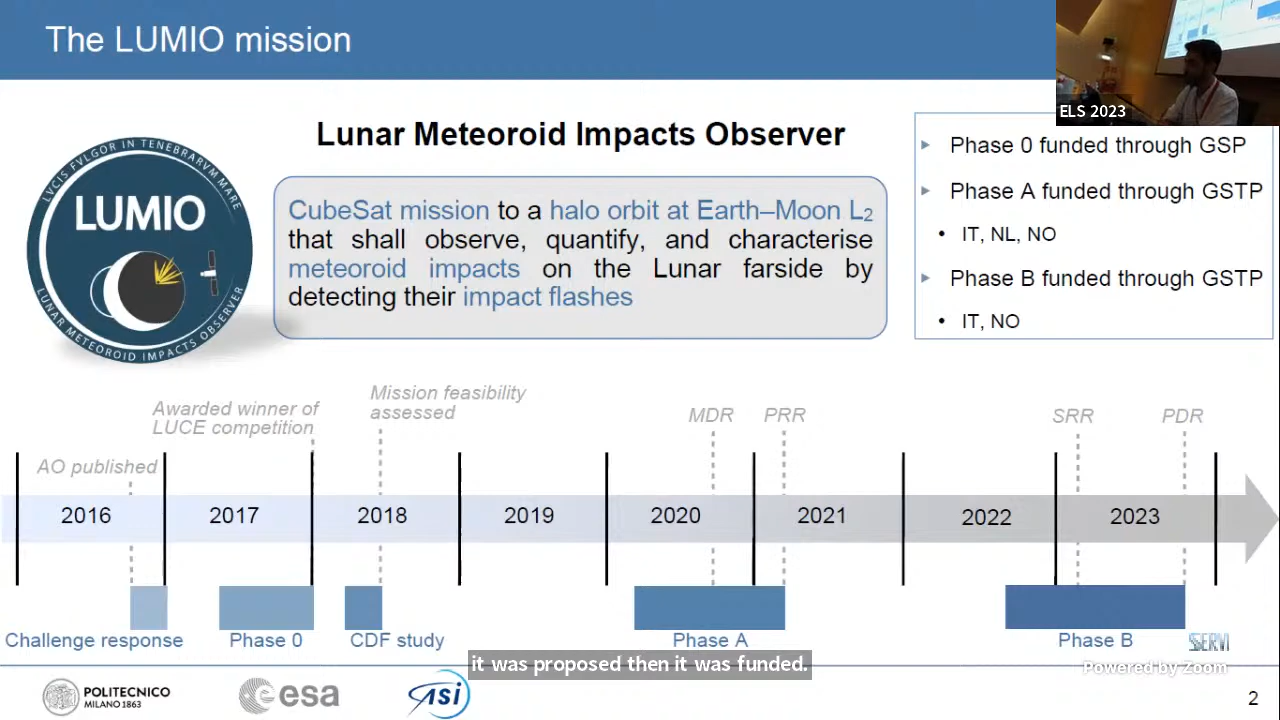 The LUMIO mission
ELS 2023
LVCIS FVLGOR IN TENEBRARVM MARE
LUMIO
LUNAR METEOROID IMPACTS OBSERVER
Lunar Meteoroid Impacts Observer
CubeSat mission to a halo orbit at Earth–Moon L₂
that shall observe, quantify, and characterise
meteoroid impacts on the Lunar farside by
detecting their impact flashes
Phase 0 funded through GSP
Phase A funded through GSTP
• IT, NL, NO
Phase B funded through GSTP
• IT, NO
Mission feasibility
assessed
Awarded winner of
LUCE competition
AO published
MDR
PRR
SRR
PDR
2016
2017
2018
2019
2020
2021
2022
2023
Challenge response
Phase 0
CDF study
Phase A
Phase B
SERVI
it was proposed then it was funded.
Powered by Zoom
POLITECNICO
MILANO 1863
esa
ASI
2